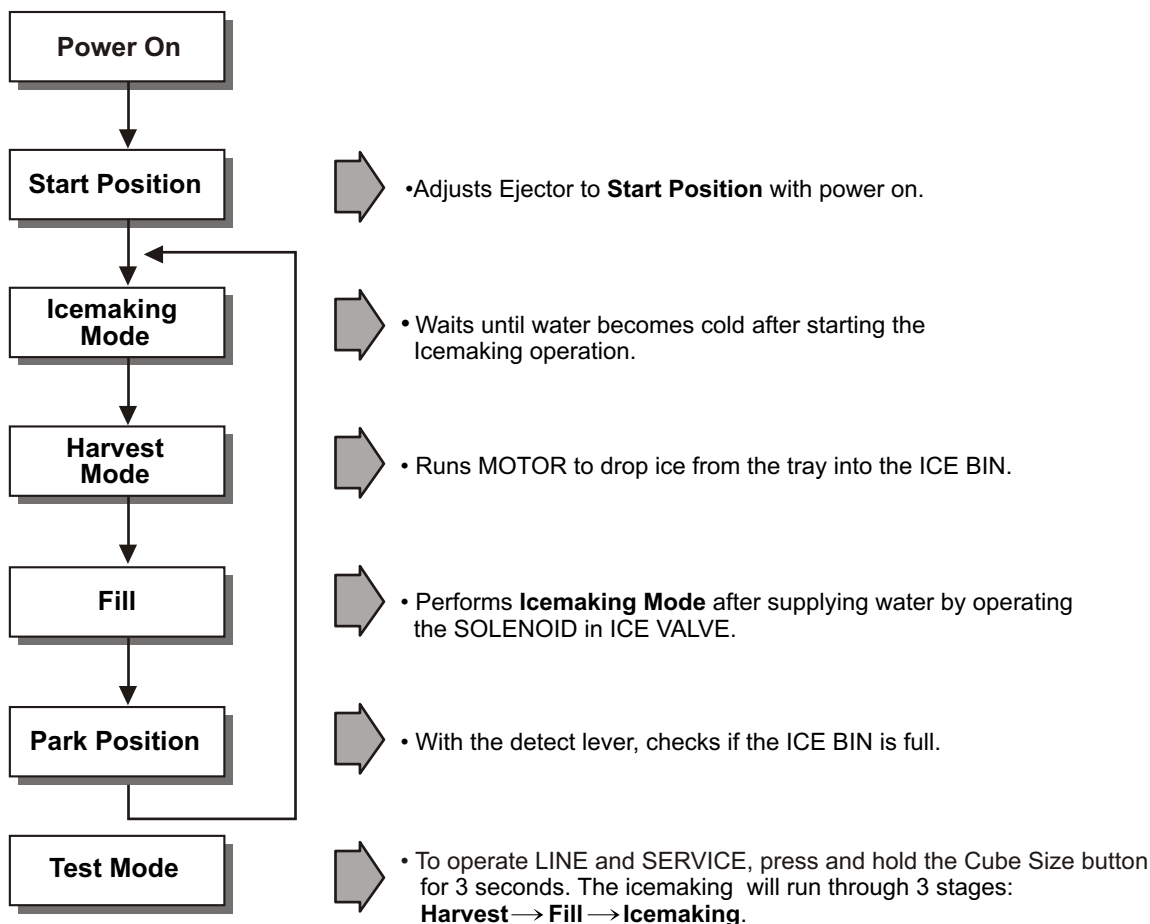 Power On
Start Position
•Adjusts Ejector to Start Position with power on.
Icemaking
Mode
• Waits until water becomes cold after starting the
Icemaking operation.
Harvest
Mode
• Runs MOTOR to drop ice from the tray into the ICE BIN.
Fill
• Performs Icemaking Mode after supplying water by operating
the SOLENOID in ICE VALVE.
Park Position
• With the detect lever, checks if the ICE BIN is full.
Test Mode
• To operate LINE and SERVICE, press and hold the Cube Size button
for 3 seconds. The icemaking will run through 3 stages:
Harvest→Fill→Icemaking.